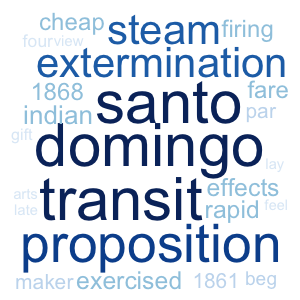 cheap steam firing
four view
extermination
1868 santo fare
indian par
gift domingo
lay
arts transit effects
late rapid feel
proposition
maker exercised 1861 beg